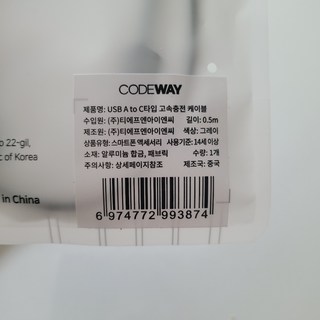 CODEWAY
제품명: USB A to C타입 고속충전 케이블
수입원: (주)티에프엔아이엔씨 길이: 0.5m
제조원: (주)티에프엔아이엔씨 색상: 그레이
상품유형: 스마트폰 액세서리 사용기준: 14세 이상
소재: 알루미늄 합금, 패브릭 수량: 1개
주의사항: 상세페이지참조 제조국: 중국
6 974772 993874
o 22-gil,
of Korea
in China